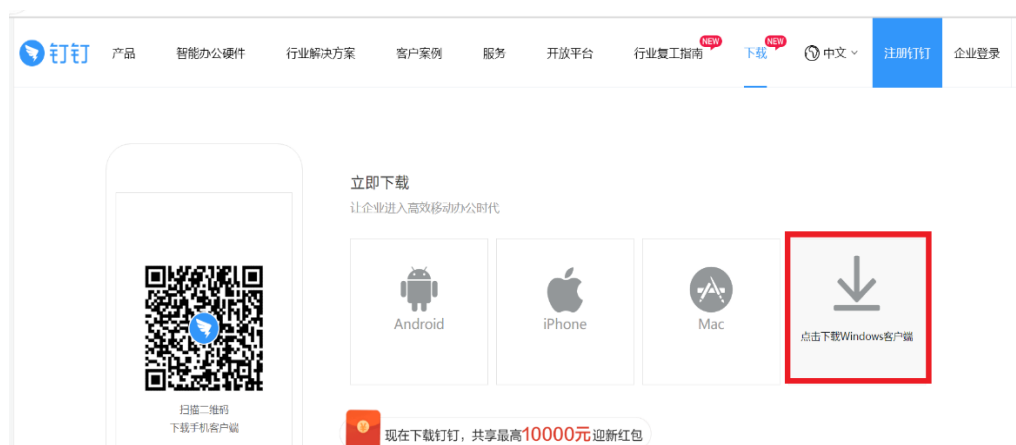 钉钉 产品 智能办公硬件 行业解决方案 客户案例 服务 开放平台 行业复工指南 NEW 下载 NEW 中文 注册钉钉 企业登录
立即下载
让企业进入高效移动办公时代
Android iPhone Mac 点击下载Windows客户端
扫描二维码
下载手机客户端
现在下载钉钉，共享最高10000元迎新红包